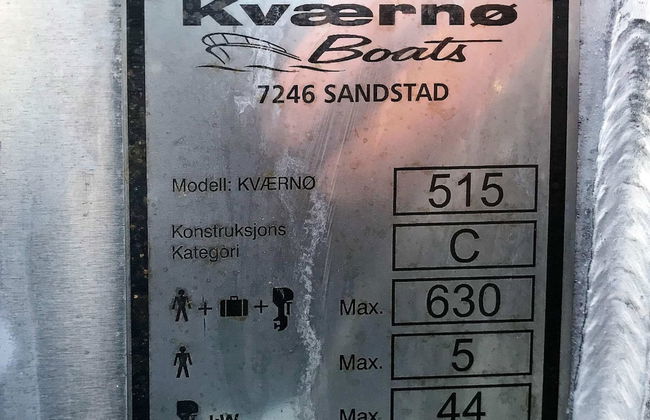 Kværnø
Boats
7246 SANDSTAD
Modell: KVÆRNØ 515
Konstruksjons
Kategori C
+ + Max. 630
Max. 5
kW Max. 44